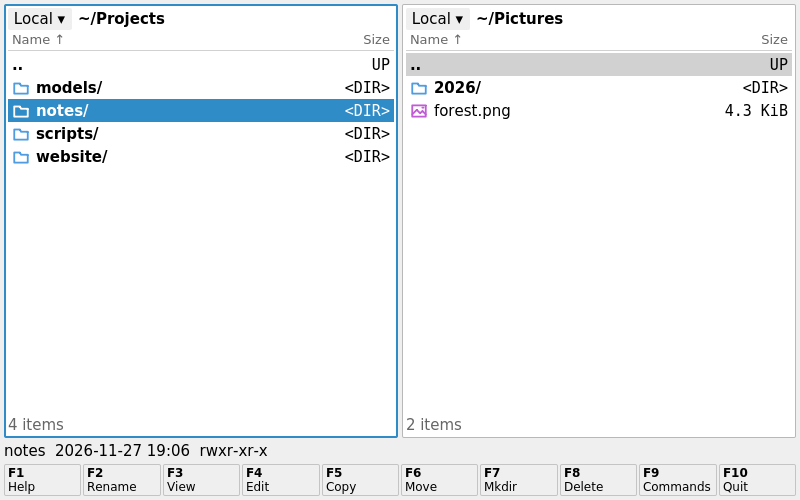 Local ▾ ~/Projects
Name ↑ Size
.. UP
models/ <DIR>
notes/ <DIR>
scripts/ <DIR>
website/ <DIR>
4 items
Local ▾ ~/Pictures
Name ↑ Size
.. UP
2026/ <DIR>
forest.png 4.3 KiB
2 items
notes 2026-11-27 19:06 rwxr-xr-x
F1 Help
F2 Rename
F3 View
F4 Edit
F5 Copy
F6 Move
F7 Mkdir
F8 Delete
F9 Commands
F10 Quit